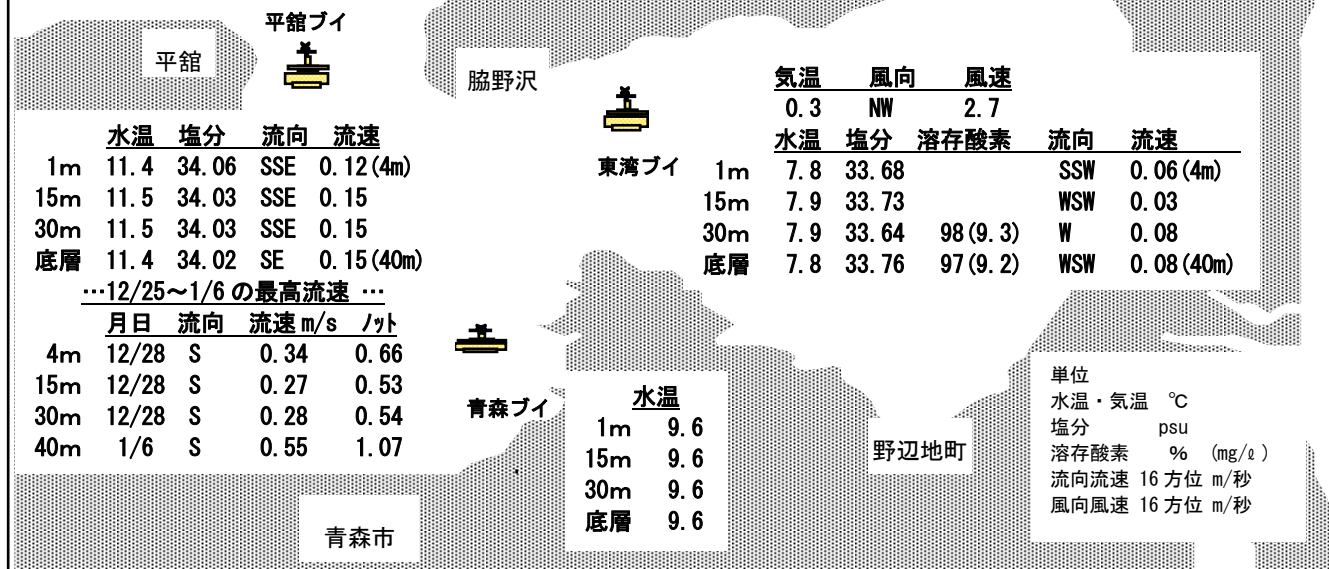 平舘ブイ
平舘
脇野沢
水温 塩分 流向 流速
1m 11.4 34.06 SSE 0.12(4m)
15m 11.5 34.03 SSE 0.15
30m 11.5 34.03 SSE 0.15
底層 11.4 34.02 SE 0.15(40m)
…12/25～1/6の最高流速 …
月日 流向 流速m/s ﾉｯﾄ
4m 12/28 S 0.34 0.66
15m 12/28 S 0.27 0.53
30m 12/28 S 0.28 0.54
40m 1/6 S 0.55 1.07
東湾ブイ
気温 風向 風速
0.3 NW 2.7
水温 塩分 溶存酸素 流向 流速
1m 7.8 33.68 SSW 0.06(4m)
15m 7.9 33.73 WSW 0.03
30m 7.9 33.64 98(9.3) W 0.08
底層 7.8 33.76 97(9.2) WSW 0.08(40m)
青森ブイ
水温
1m 9.6
15m 9.6
30m 9.6
底層 9.6
青森市
野辺地町
単位
水温・気温 ℃
塩分 psu
溶存酸素 % (mg/ℓ)
流向流速 16方位 m/秒
風向風速 16方位 m/秒